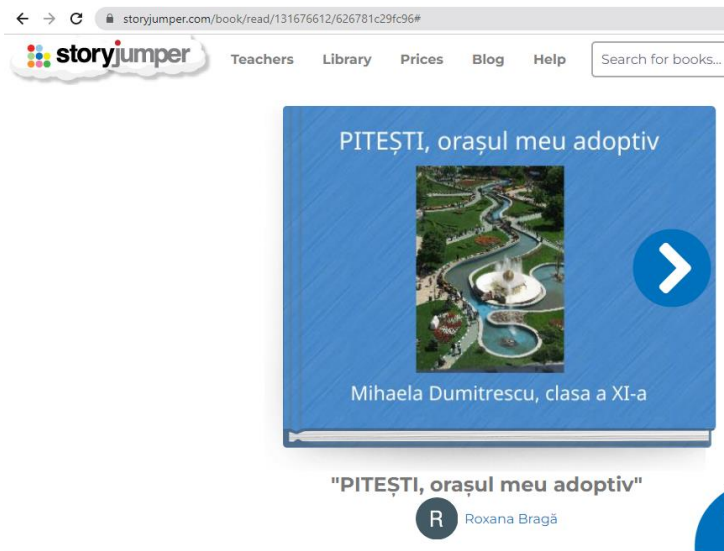 storyjumper.com/book/read/131676612/626781c29fc96#
storyjumper
Teachers Library Prices Blog Help Search for books...
PITEȘTI, orașul meu adoptiv
Mihaela Dumitrescu, clasa a XI-a
"PITEȘTI, orașul meu adoptiv"
R Roxana Bragă